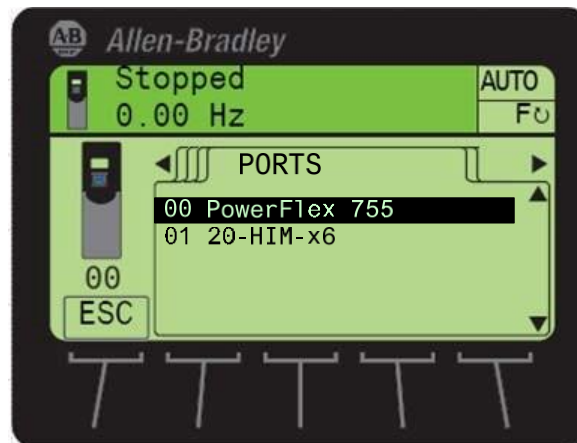 AB Allen-Bradley
Stopped
AUTO
0.00 Hz
F
PORTS
00 PowerFlex 755
01 20-HIM-x6
00
ESC